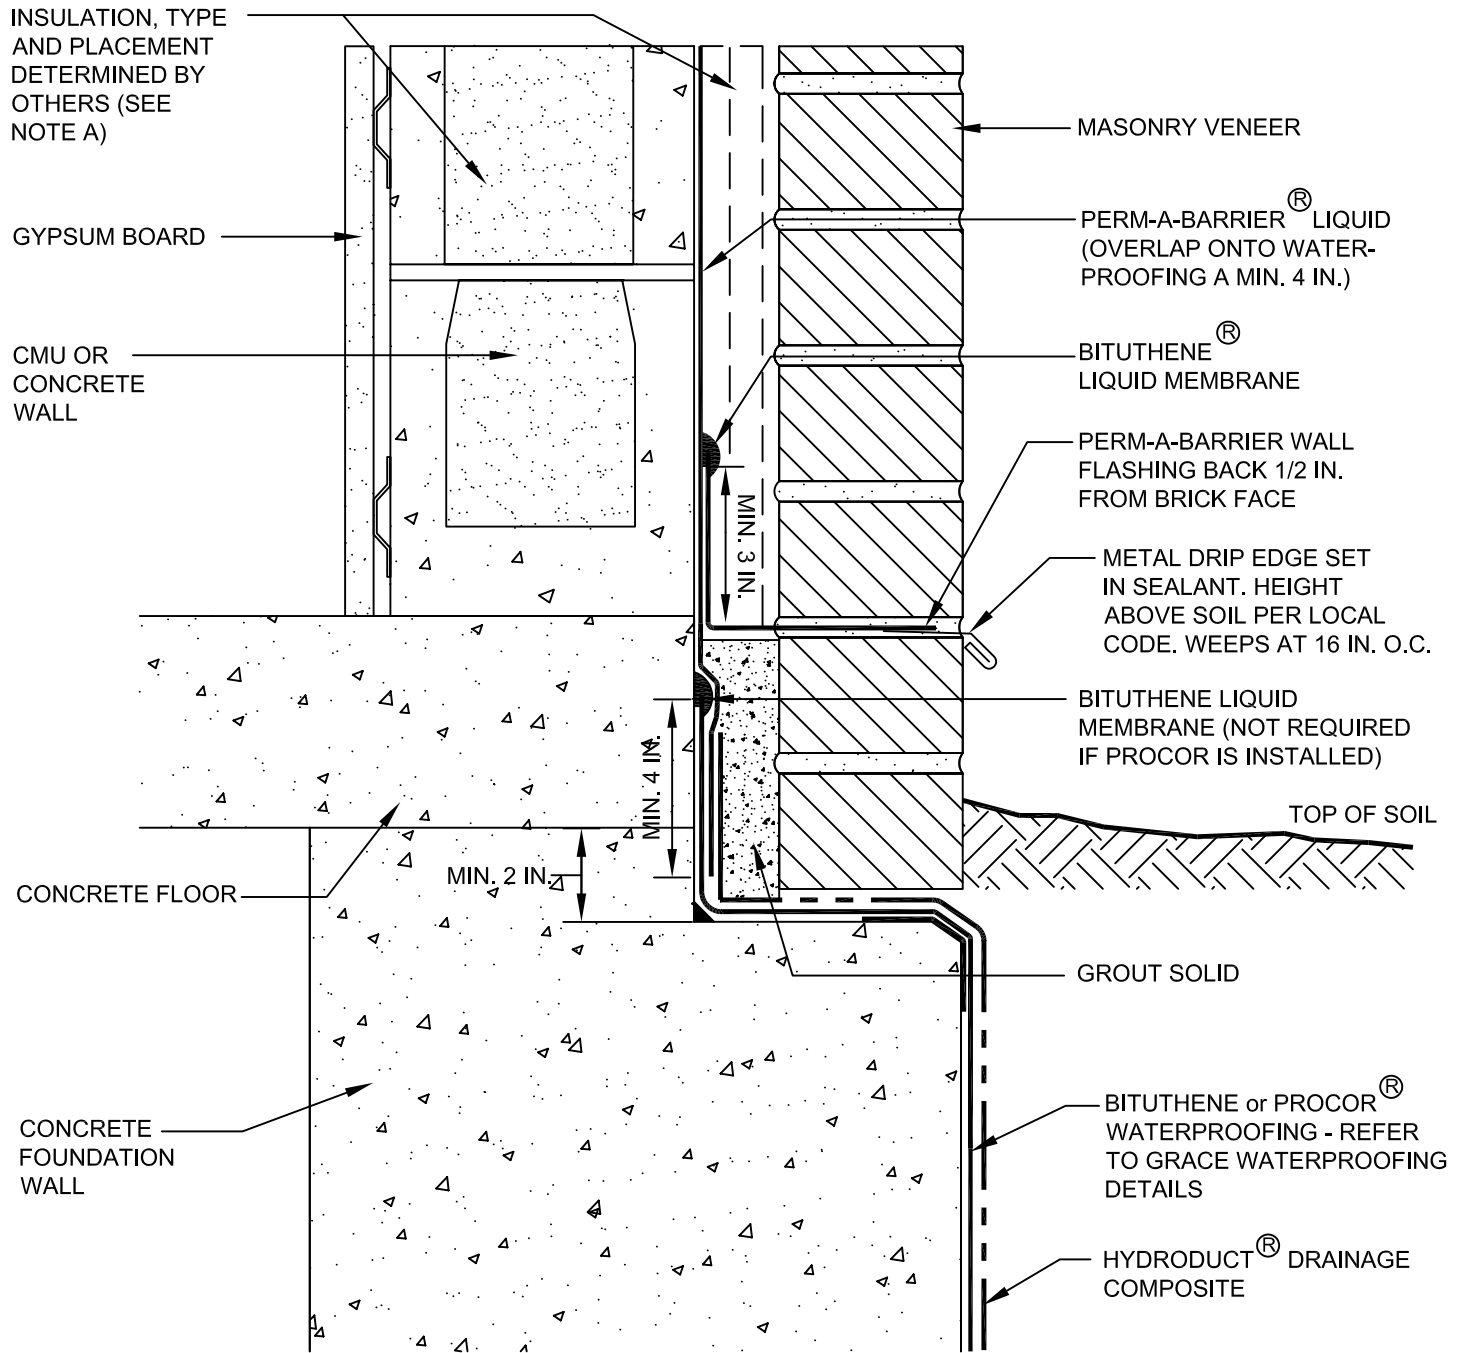 INSULATION, TYPE
AND PLACEMENT
DETERMINED BY
OTHERS (SEE
NOTE A)
GYPSUM BOARD
CMU OR
CONCRETE
WALL
CONCRETE FLOOR
CONCRETE
FOUNDATION
WALL
MIN. 3 IN.
MIN. 4 IN.
MIN. 2 IN.
MASONRY VENEER
PERM-A-BARRIER® LIQUID
(OVERLAP ONTO WATER-
PROOFING A MIN. 4 IN.)
BITUTHENE®
LIQUID MEMBRANE
PERM-A-BARRIER WALL
FLASHING BACK 1/2 IN.
FROM BRICK FACE
METAL DRIP EDGE SET
IN SEALANT. HEIGHT
ABOVE SOIL PER LOCAL
CODE. WEEPS AT 16 IN. O.C.
BITUTHENE LIQUID
MEMBRANE (NOT REQUIRED
IF PROCOR IS INSTALLED)
TOP OF SOIL
GROUT SOLID
BITUTHENE or PROCOR®
WATERPROOFING - REFER
TO GRACE WATERPROOFING
DETAILS
HYDRODUCT® DRAINAGE
COMPOSITE